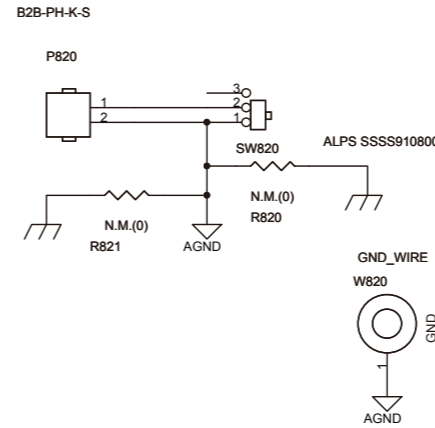 B2B-PH-K-S
P820
3
1
2
2
1
SW820
ALPS SSSS910800
N.M.(0)
R820
N.M.(0)
R821
AGND
GND_WIRE
W820
GND
1
AGND